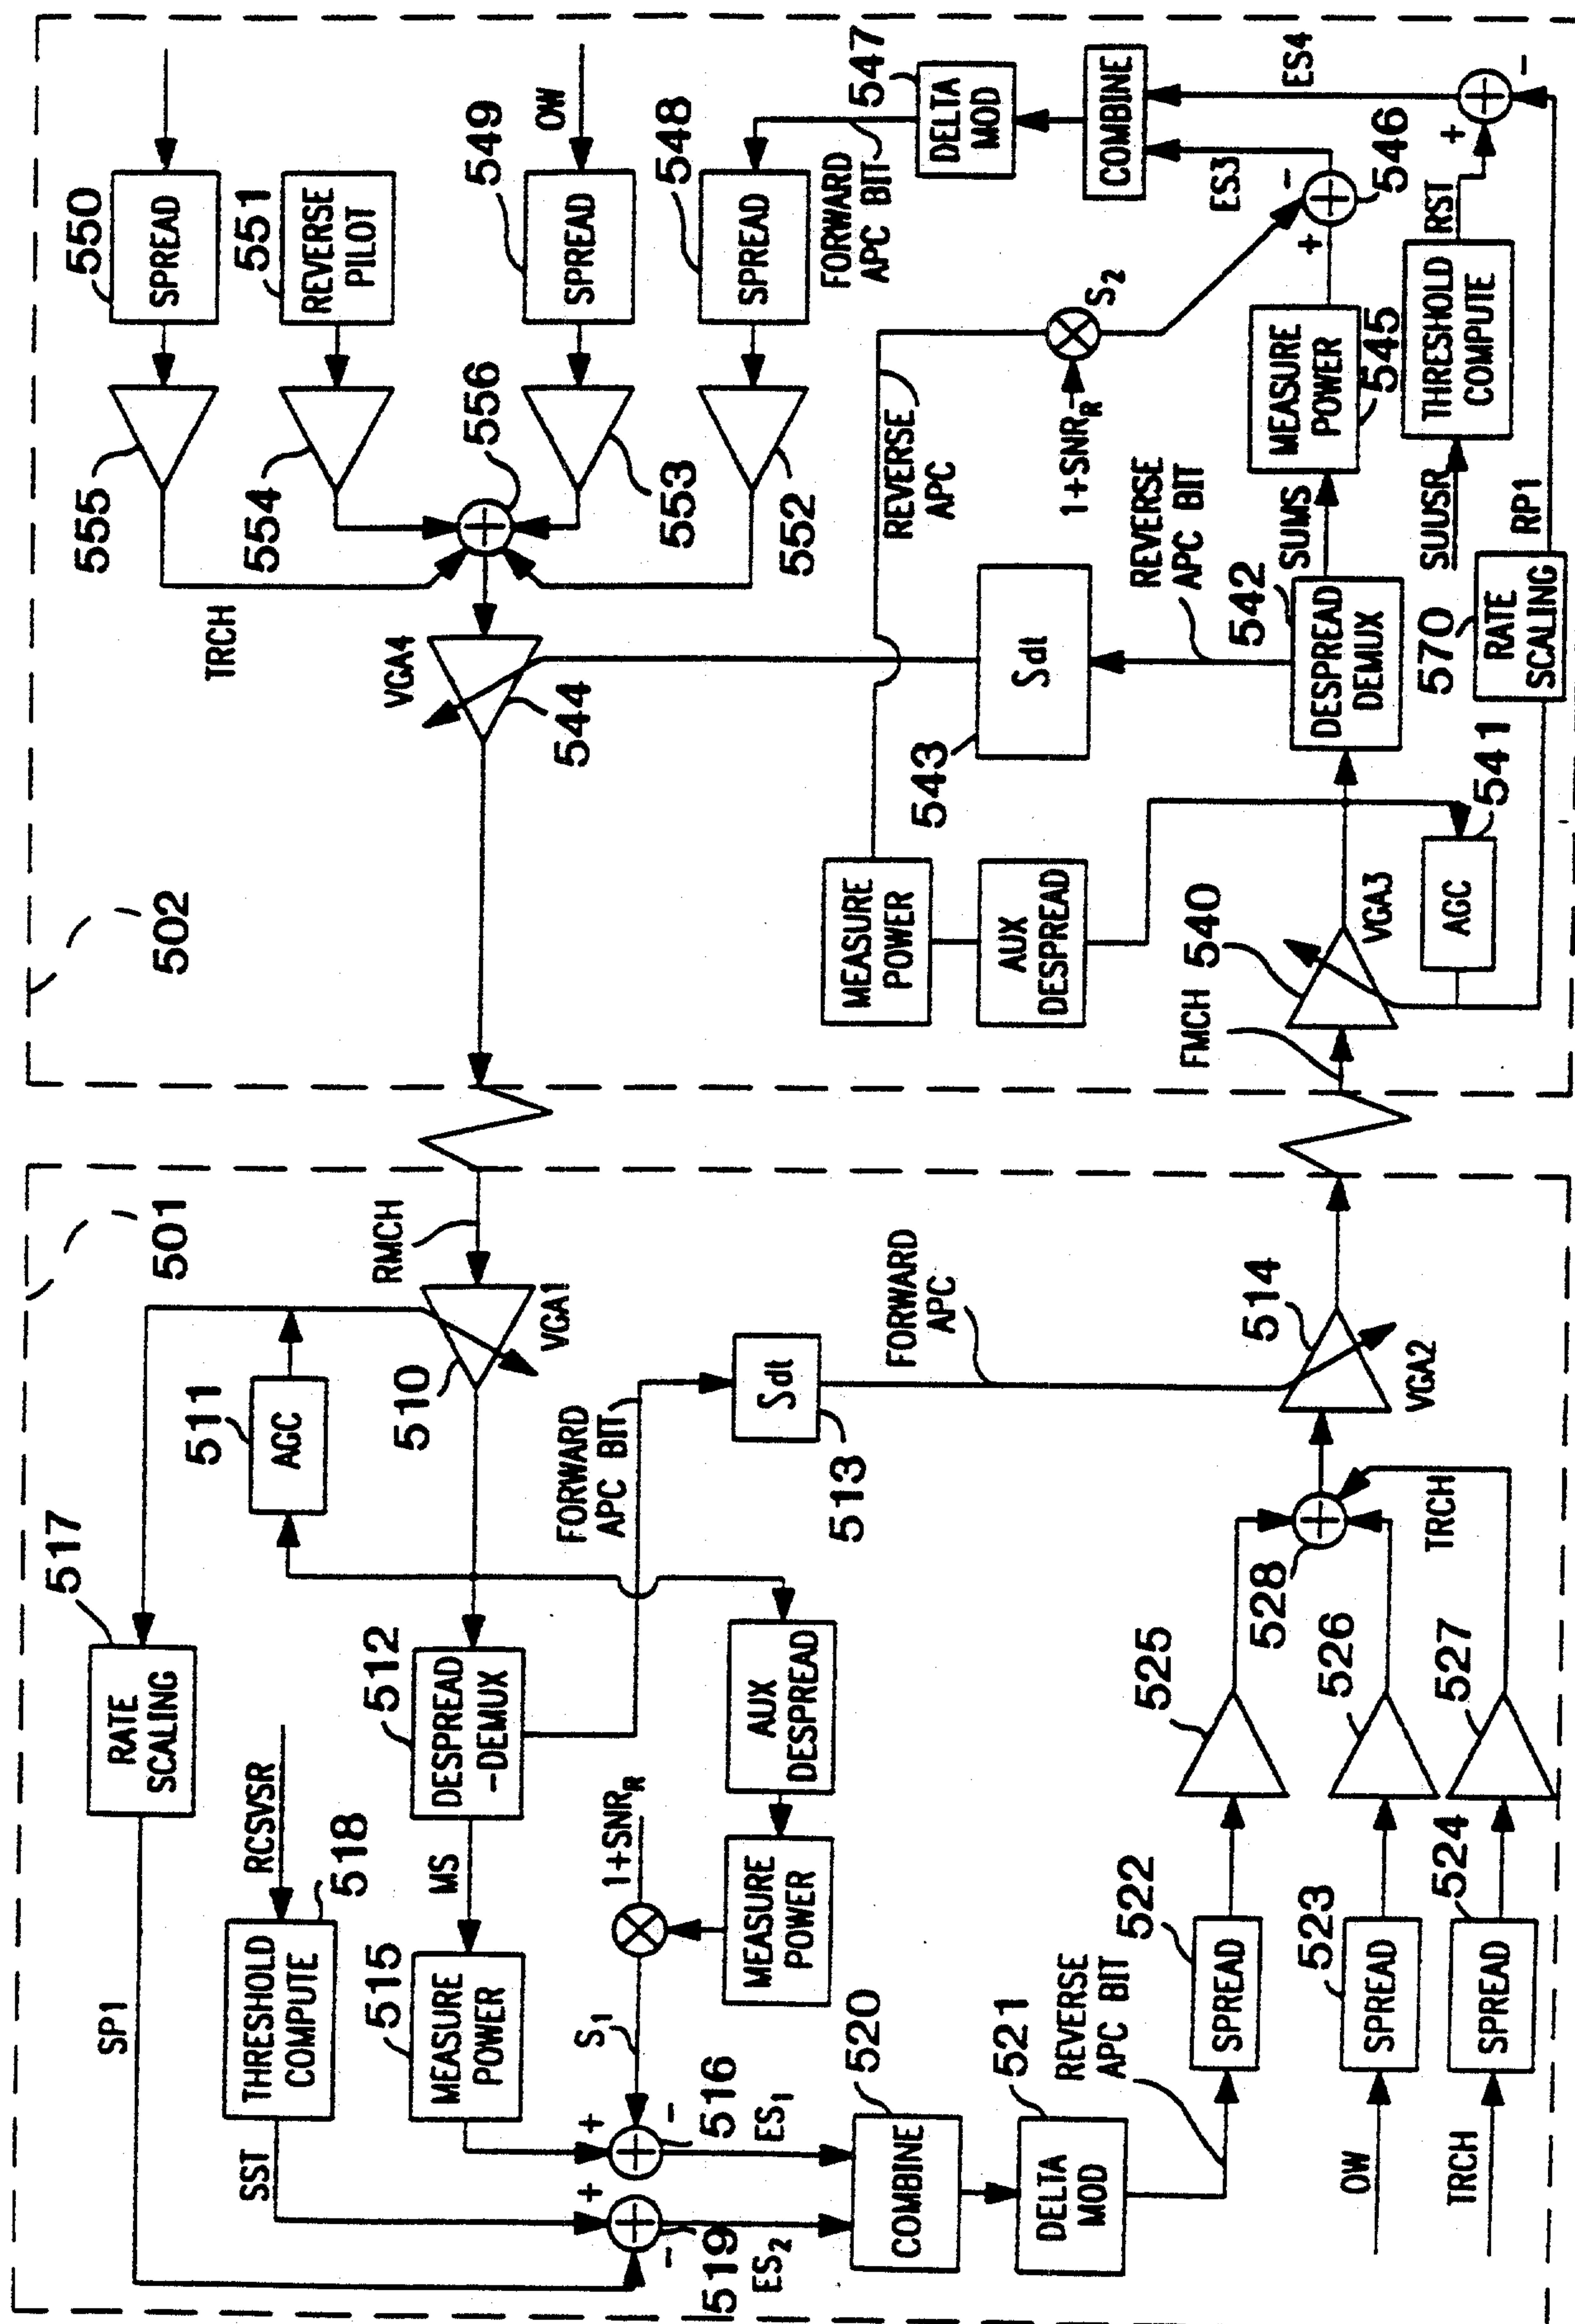 501
RMCH
VGA1
510
511
AGC
517
RATE
SCALING
SP1
RCSVSR
THRESHOLD
COMPUTE
518
SST
512
DESPREAD
-DEMUX
MS
515
MEASURE
POWER
FORWARD
APC BIT
Sdt
513
FORWARD
APC
AUX
DESPREAD
MEASURE
POWER
1+SNRR
S1
516
ES1
519
ES2
520
COMBINE
521
DELTA
MOD
REVERSE
APC BIT
522
SPREAD
525
OW
523
SPREAD
526
TRCH
524
SPREAD
527
TRCH
528
514
VGA2
502
550
SPREAD
555
TRCH
551
REVERSE
PILOT
554
556
OW
549
SPREAD
553
548
SPREAD
552
FORWARD
APC BIT
547
DELTA
MOD
COMBINE
ES3
ES4
VGA4
544
REVERSE
APC
1+SNRR
S2
546
MEASURE
POWER
AUX
DESPREAD
543
Sdt
REVERSE
APC BIT
542
DESPREAD
DEMUX
SUMS
MEASURE
POWER
545
SUUSR
THRESHOLD
COMPUTE
RST
FMCH
540
VGA3
541
AGC
570
RATE
SCALING
RP1
+
-
+
-
+
-
+
-